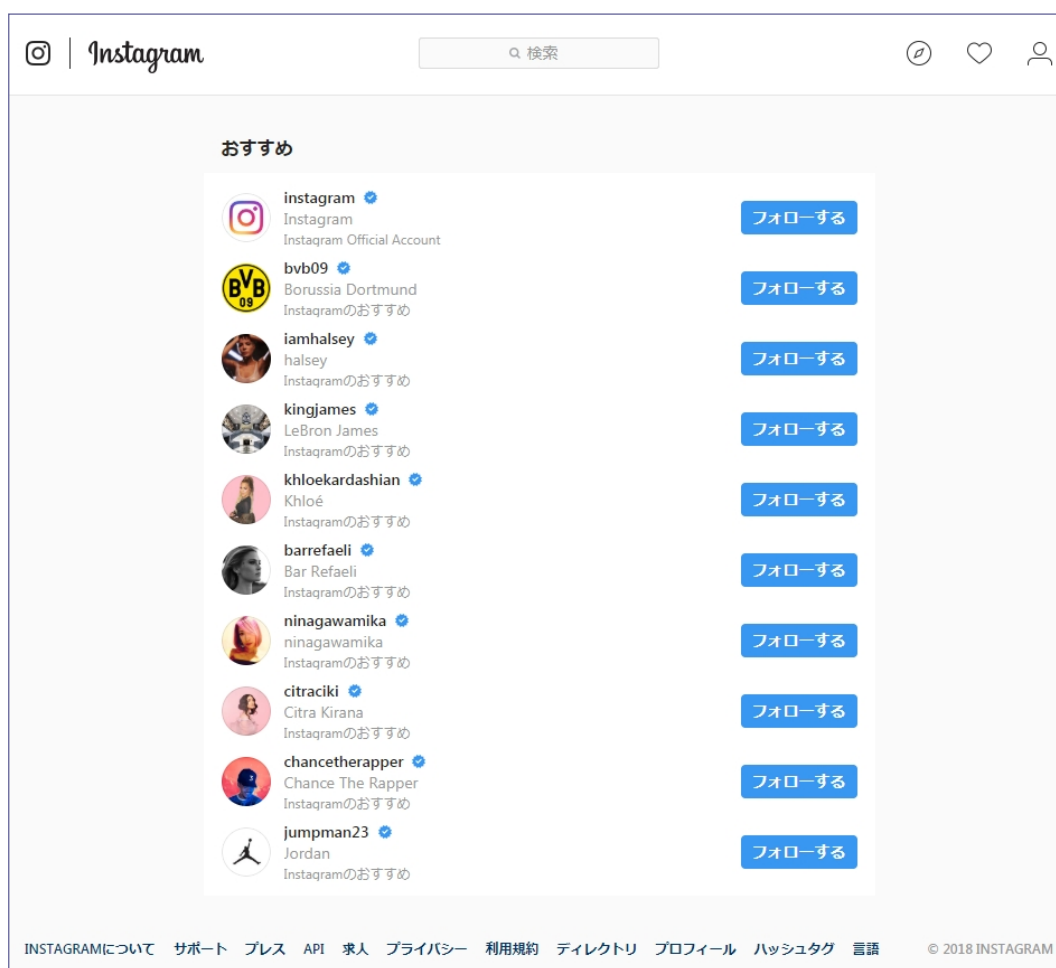 Instagram
検索
おすすめ
instagram
Instagram
Instagram Official Account
フォローする
BVB 09
bvb09
Borussia Dortmund
Instagramのおすすめ
フォローする
iamhalsey
halsey
Instagramのおすすめ
フォローする
kingjames
LeBron James
Instagramのおすすめ
フォローする
khloekardashian
Khloé
Instagramのおすすめ
フォローする
barrefaeli
Bar Refaeli
Instagramのおすすめ
フォローする
ninagawamika
ninagawamika
Instagramのおすすめ
フォローする
citraciki
Citra Kirana
Instagramのおすすめ
フォローする
3
chancetherapper
Chance The Rapper
Instagramのおすすめ
フォローする
jumpman23
Jordan
Instagramのおすすめ
フォローする
INSTAGRAMについて サポート プレス API 求人 プライバシー 利用規約 ディレクトリ プロフィール ハッシュタグ 言語 © 2018 INSTAGRAM